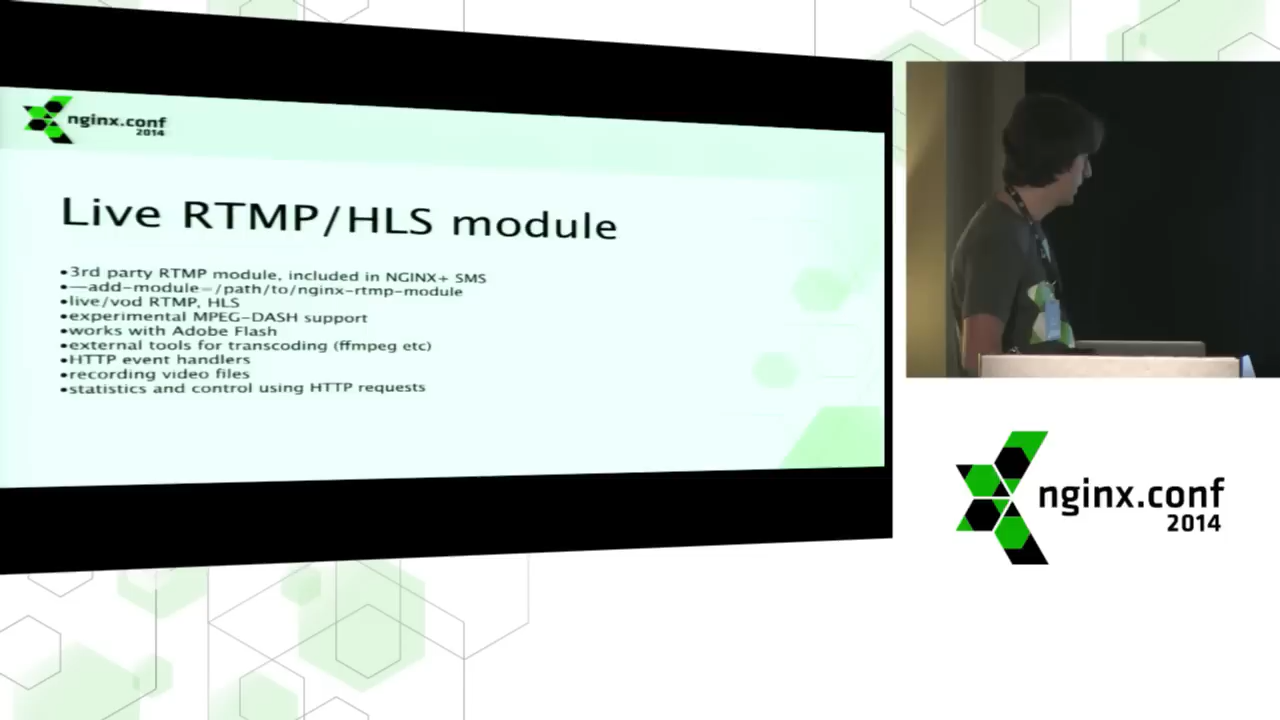 nginx.conf
2014
Live RTMP/HLS module
•3rd party RTMP module, included in NGINX+ SMS
•—add-module=/path/to/nginx-rtmp-module
•live/vod RTMP, HLS
•experimental MPEG-DASH support
•works with Adobe Flash
•external tools for transcoding (ffmpeg etc)
•HTTP event handlers
•recording video files
•statistics and control using HTTP requests
nginx.conf
2014